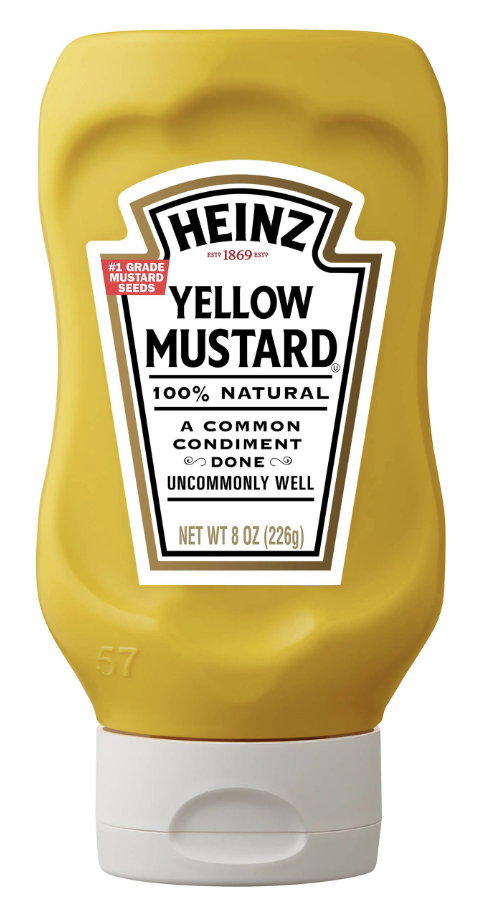 HEINZ
ESTD 1869 ESTD
#1 GRADE
MUSTARD
SEEDS
YELLOW
MUSTARD
100% NATURAL
A COMMON
CONDIMENT
DONE
UNCOMMONLY WELL
NET WT 8 OZ (226g)
57